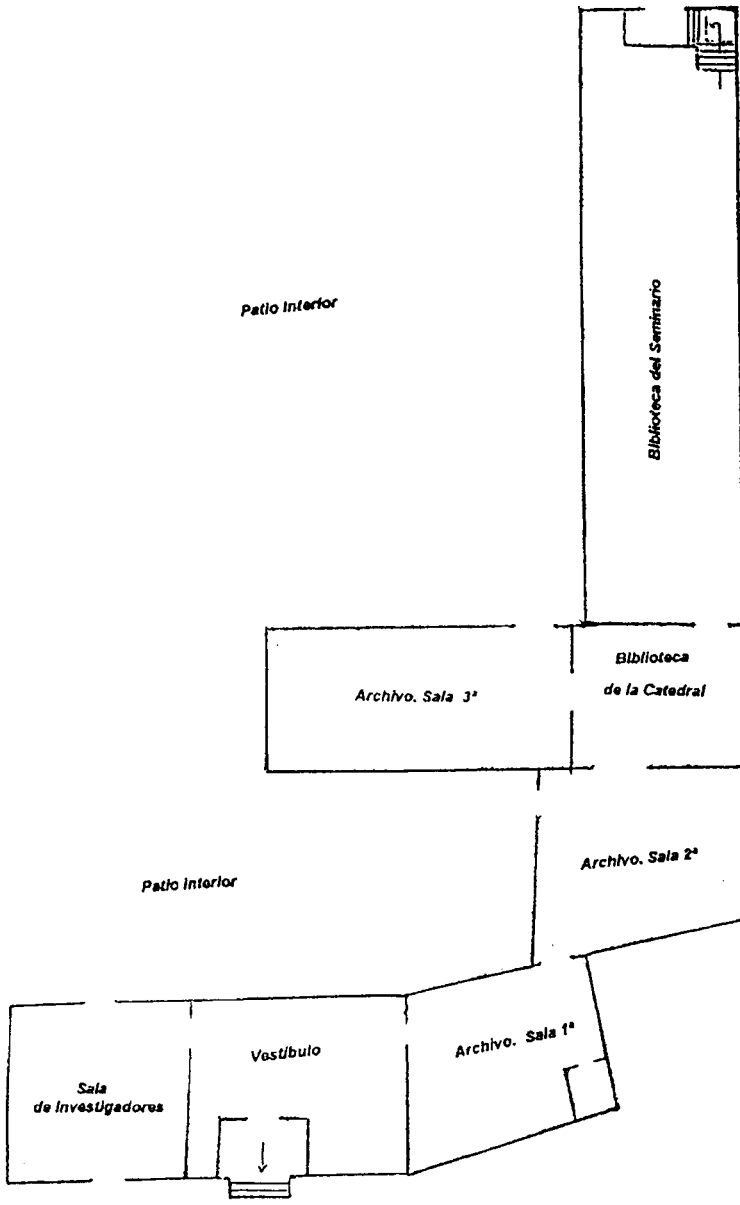 Patio Interior
Biblioteca del Seminario
Biblioteca
de la Catedral
Archivo. Sala 3ª
Archivo. Sala 2ª
Patio Interior
Archivo. Sala 1ª
Vestíbulo
Sala
de Investigadores